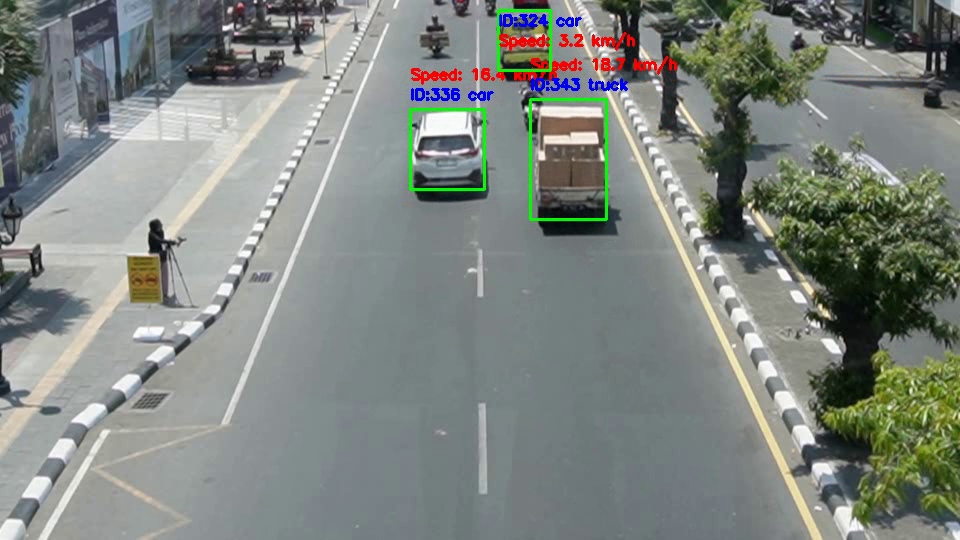 ID:324 car
Speed: 3.2 km/h
Speed: 18.7 km/h
Speed: 16.4 km/h
ID:343 truck
ID:336 car